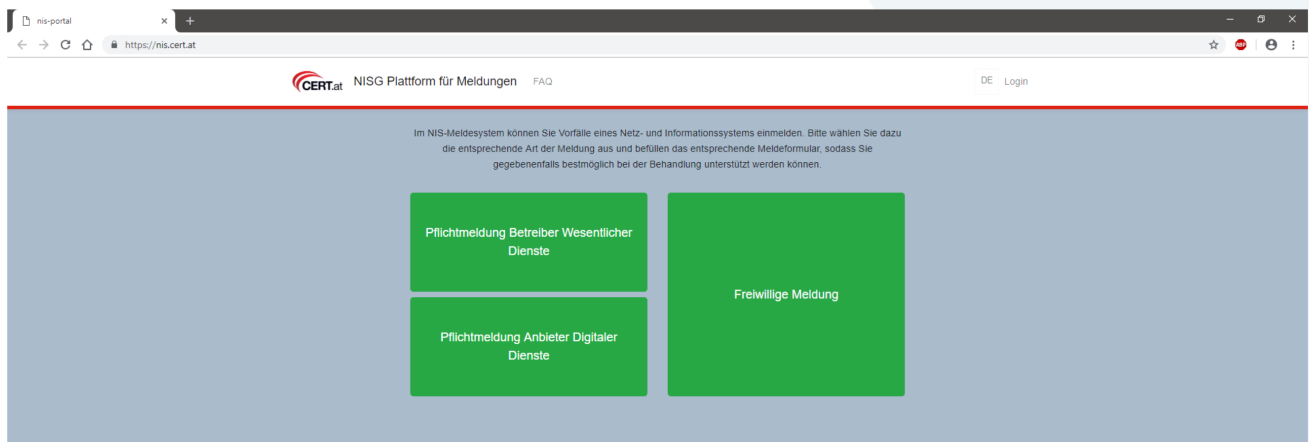 nis-portal
https://nis.cert.at
ABP
CERT.at NISG Plattform für Meldungen FAQ DE Login
Im NIS-Meldesystem können Sie Vorfälle eines Netz- und Informationssystems einmelden. Bitte wählen Sie dazu
die entsprechende Art der Meldung aus und befüllen das entsprechende Meldeformular, sodass Sie
gegebenenfalls bestmöglich bei der Behandlung unterstützt werden können.
Pflichtmeldung Betreiber Wesentlicher
Dienste
Freiwillige Meldung
Pflichtmeldung Anbieter Digitaler
Dienste